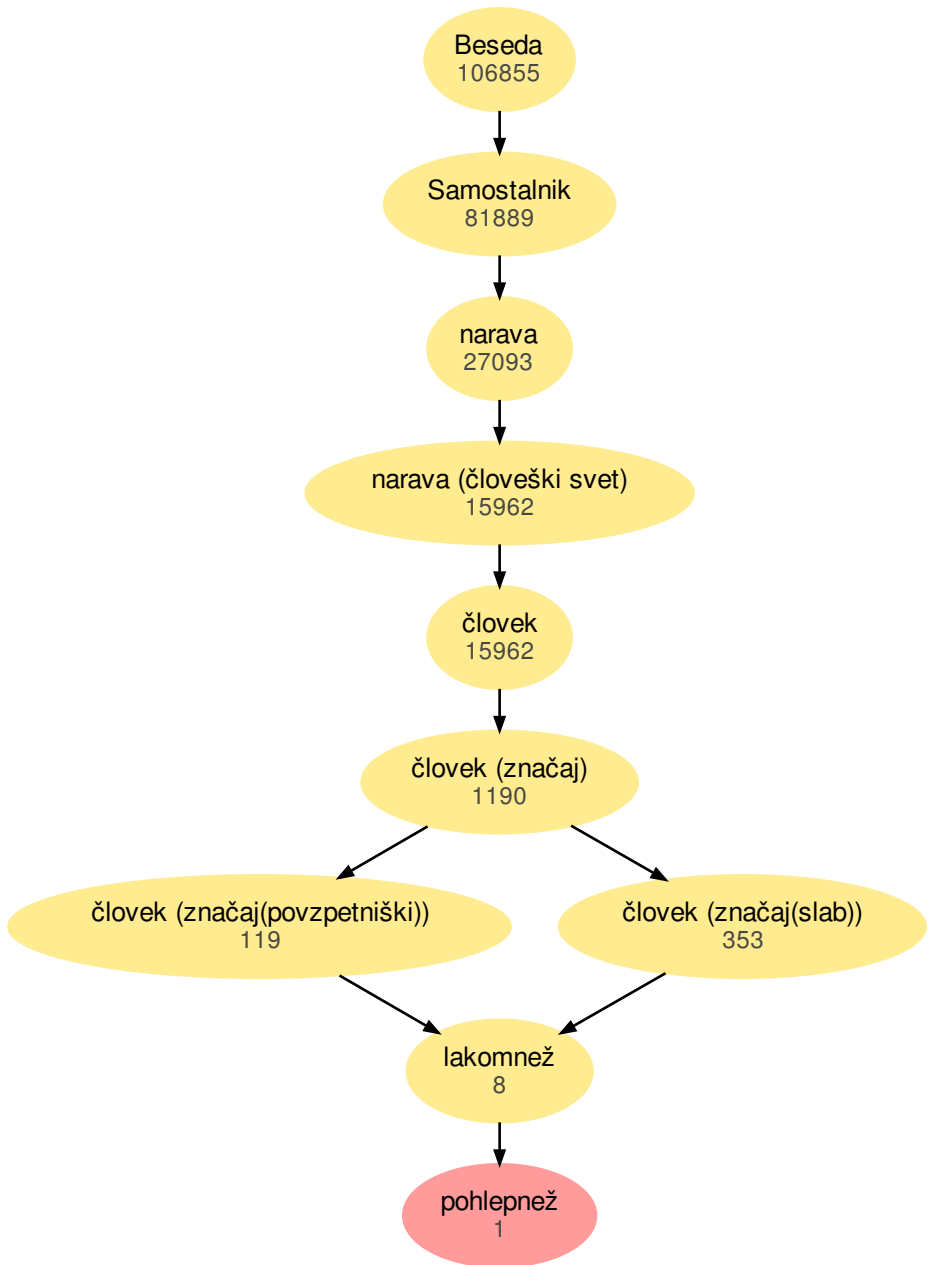 Beseda
106855
Samostalnik
81889
narava
27093
narava (človeški svet)
15962
človek
15962
človek (značaj)
1190
človek (značaj(povzpetniški))
119
človek (značaj(slab))
353
lakomnež
8
pohlepnež
1